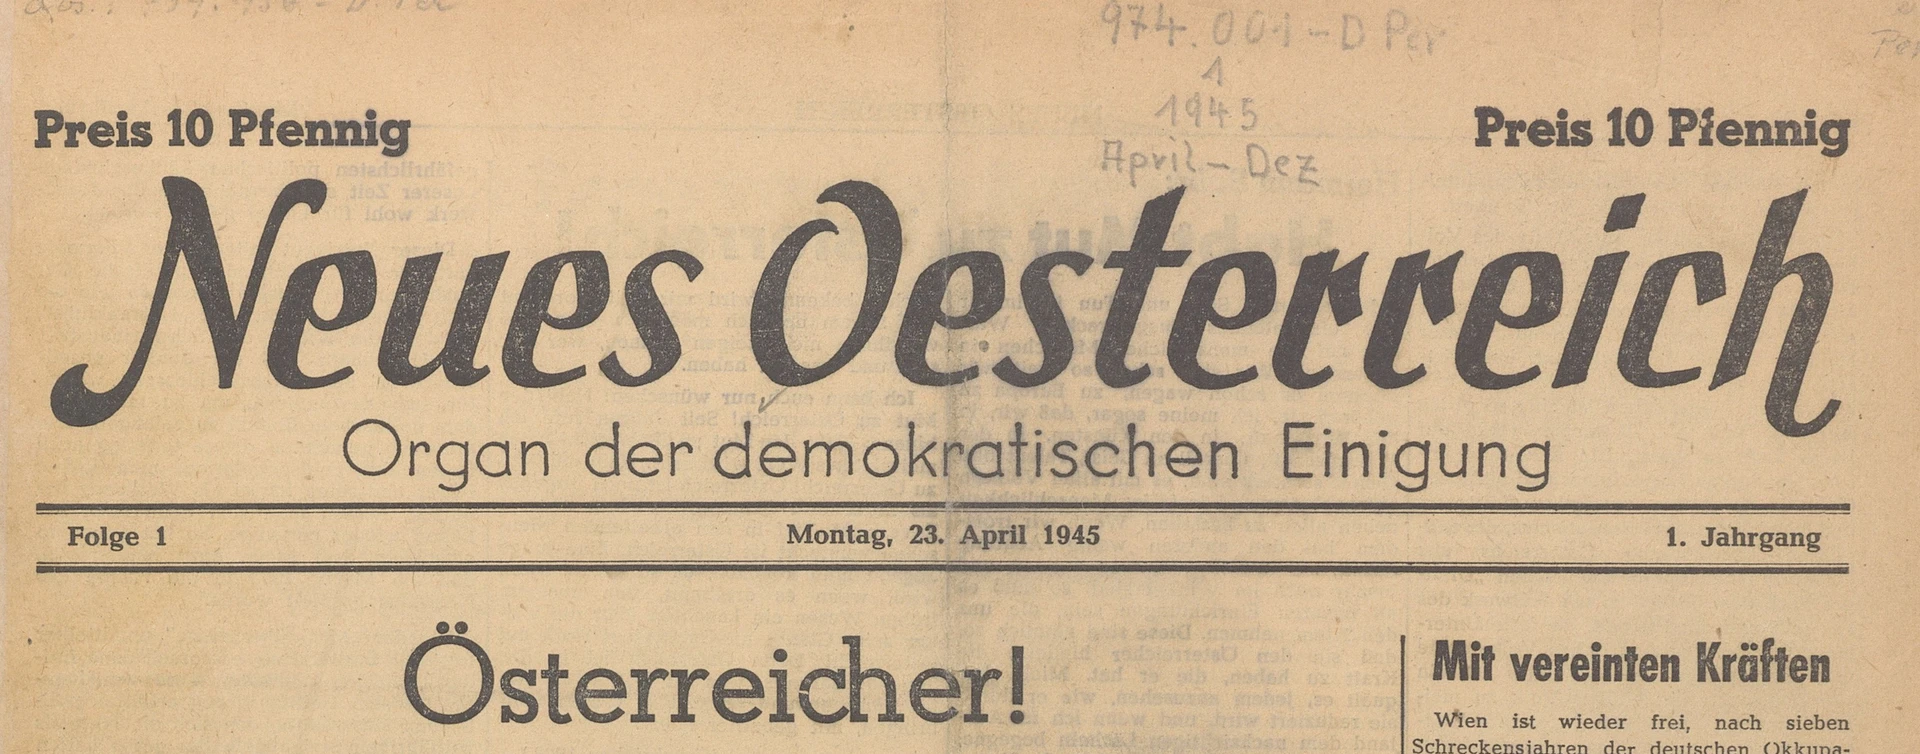 974.001-D Per
1
1945
April - Dez
Preis 10 Pfennig
Preis 10 Pfennig
Neues Oesterreich
Organ der demokratischen Einigung
Folge 1
Montag, 23. April 1945
1. Jahrgang
Österreicher!
Mit vereinten Kräften
Wien ist wieder frei, nach sieben
Schreckensjahren der deutschen Okkupa-